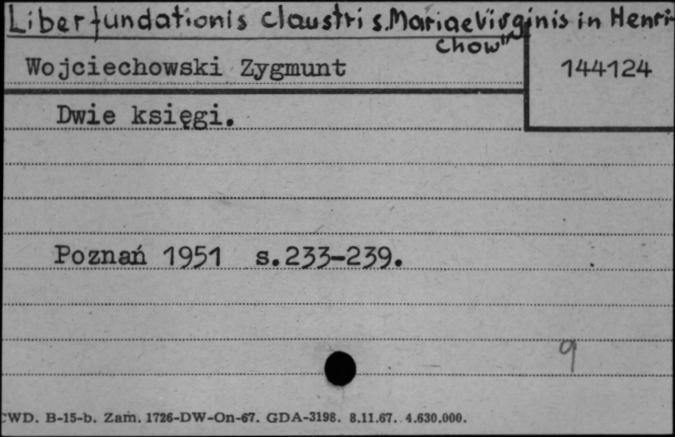 Liber fundationis claustri s.Mariae Virginis in Henri-
chow"
Wojciechowski Zygmunt
144124
Dwie księgi.
Poznań 1951 s.233-239.
9
CWD. B-15-b. Zam. 1726-DW-On-67. GDA-3198. 8.11.67. 4.630.000.